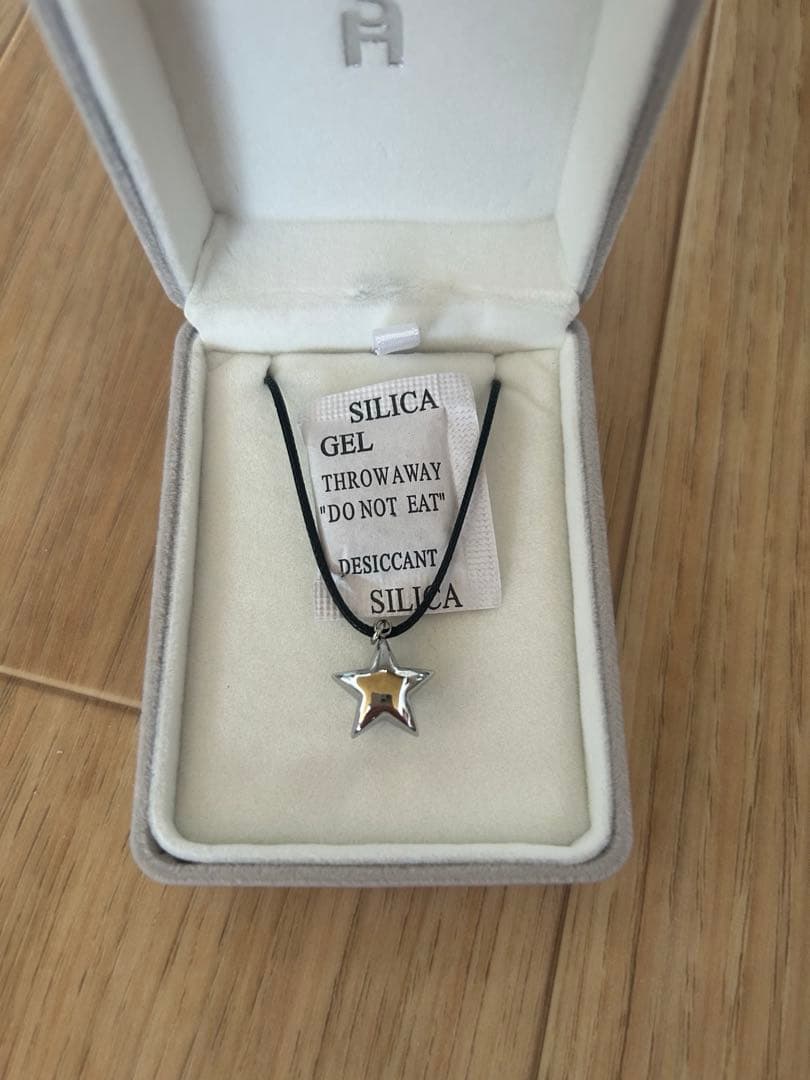 SILICA
GEL
THROWAWAY
"DO NOT EAT"
DESICCANT
SILICA